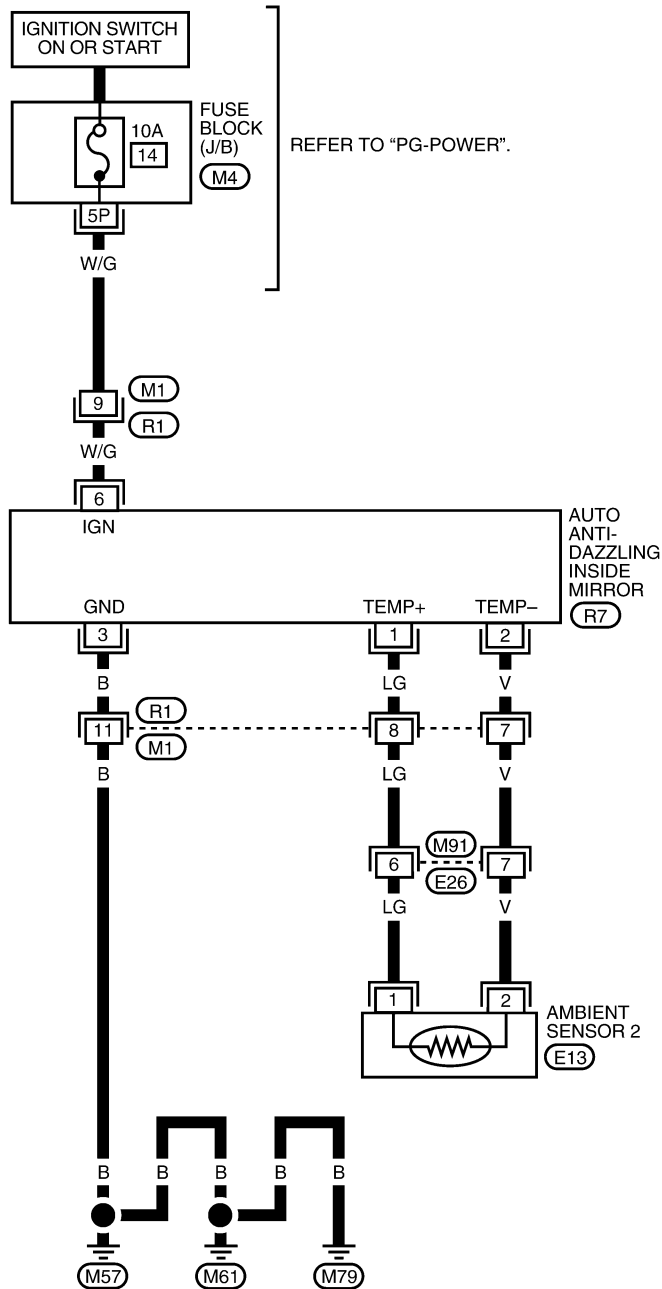 IGNITION SWITCH
ON OR START
FUSE
BLOCK
(J/B)
10A
14
M4
REFER TO “PG-POWER”.
5P
W/G
9
M1
R1
W/G
6
IGN
AUTO
ANTI-
DAZZLING
INSIDE
MIRROR
R7
GND
TEMP+
TEMP–
3
1
2
B
LG
V
11
R1
M1
8
7
B
LG
V
6
M91
E26
7
LG
V
1
2
AMBIENT
SENSOR 2
E13
B
B
B
B
B
M57
M61
M79